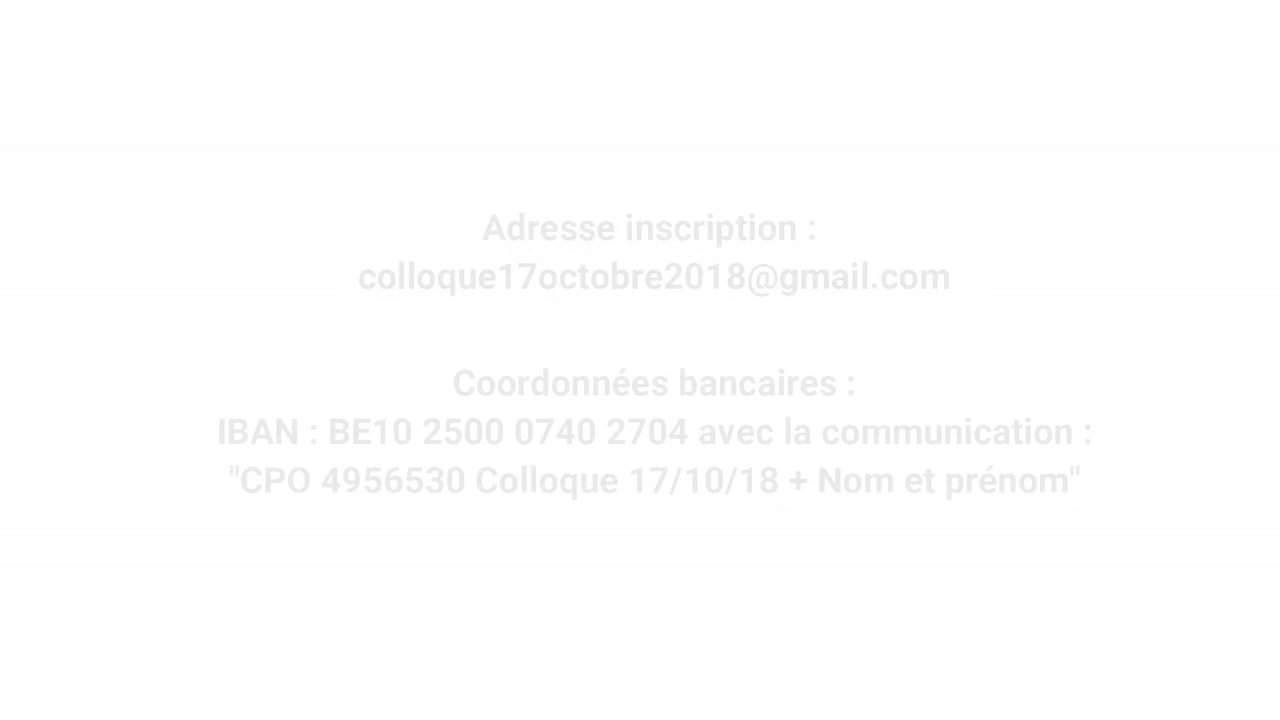 Adresse inscription :
colloque17octobre2018@gmail.com
Coordonnées bancaires :
IBAN : BE10 2500 0740 2704 avec la communication :
"CPO 4956530 Colloque 17/10/18 + Nom et prénom"